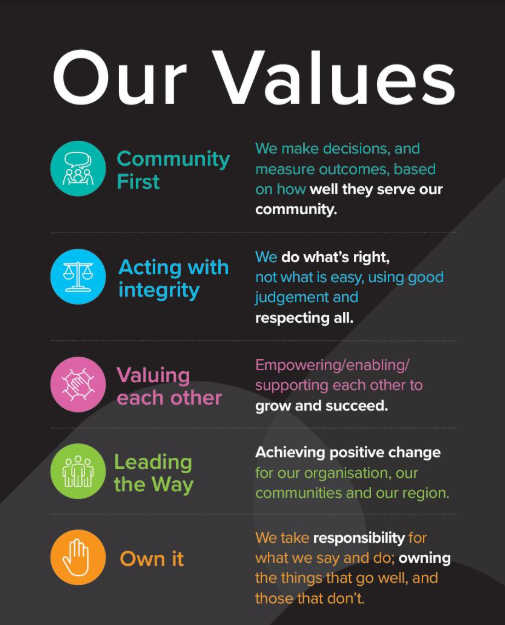 Our Values
Community
First
We make decisions, and
measure outcomes, based
on how well they serve our
community.
Acting with
integrity
We do what's right,
not what is easy, using good
judgement and
respecting all.
Valuing
each other
Empowering/enabling/
supporting each other to
grow and succeed.
Leading
the Way
Achieving positive change
for our organisation, our
communities and our region.
Own it
We take responsibility for
what we say and do; owning
the things that go well, and
those that don't.